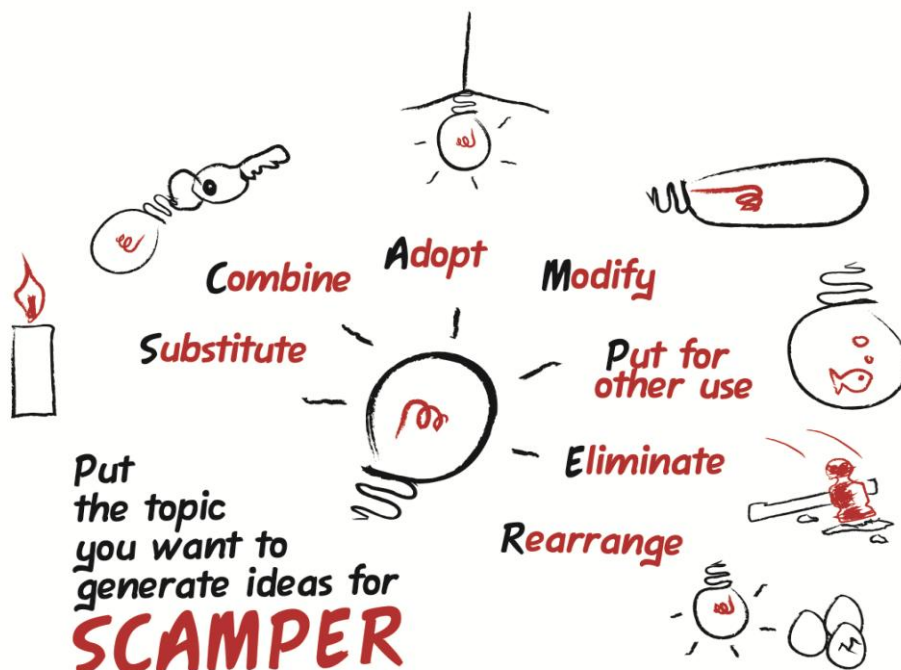 Adopt
Combine
Modify
Substitute
Put for
other use
Eliminate
Rearrange
Put
the topic
you want to
generate ideas for
SCAMPER